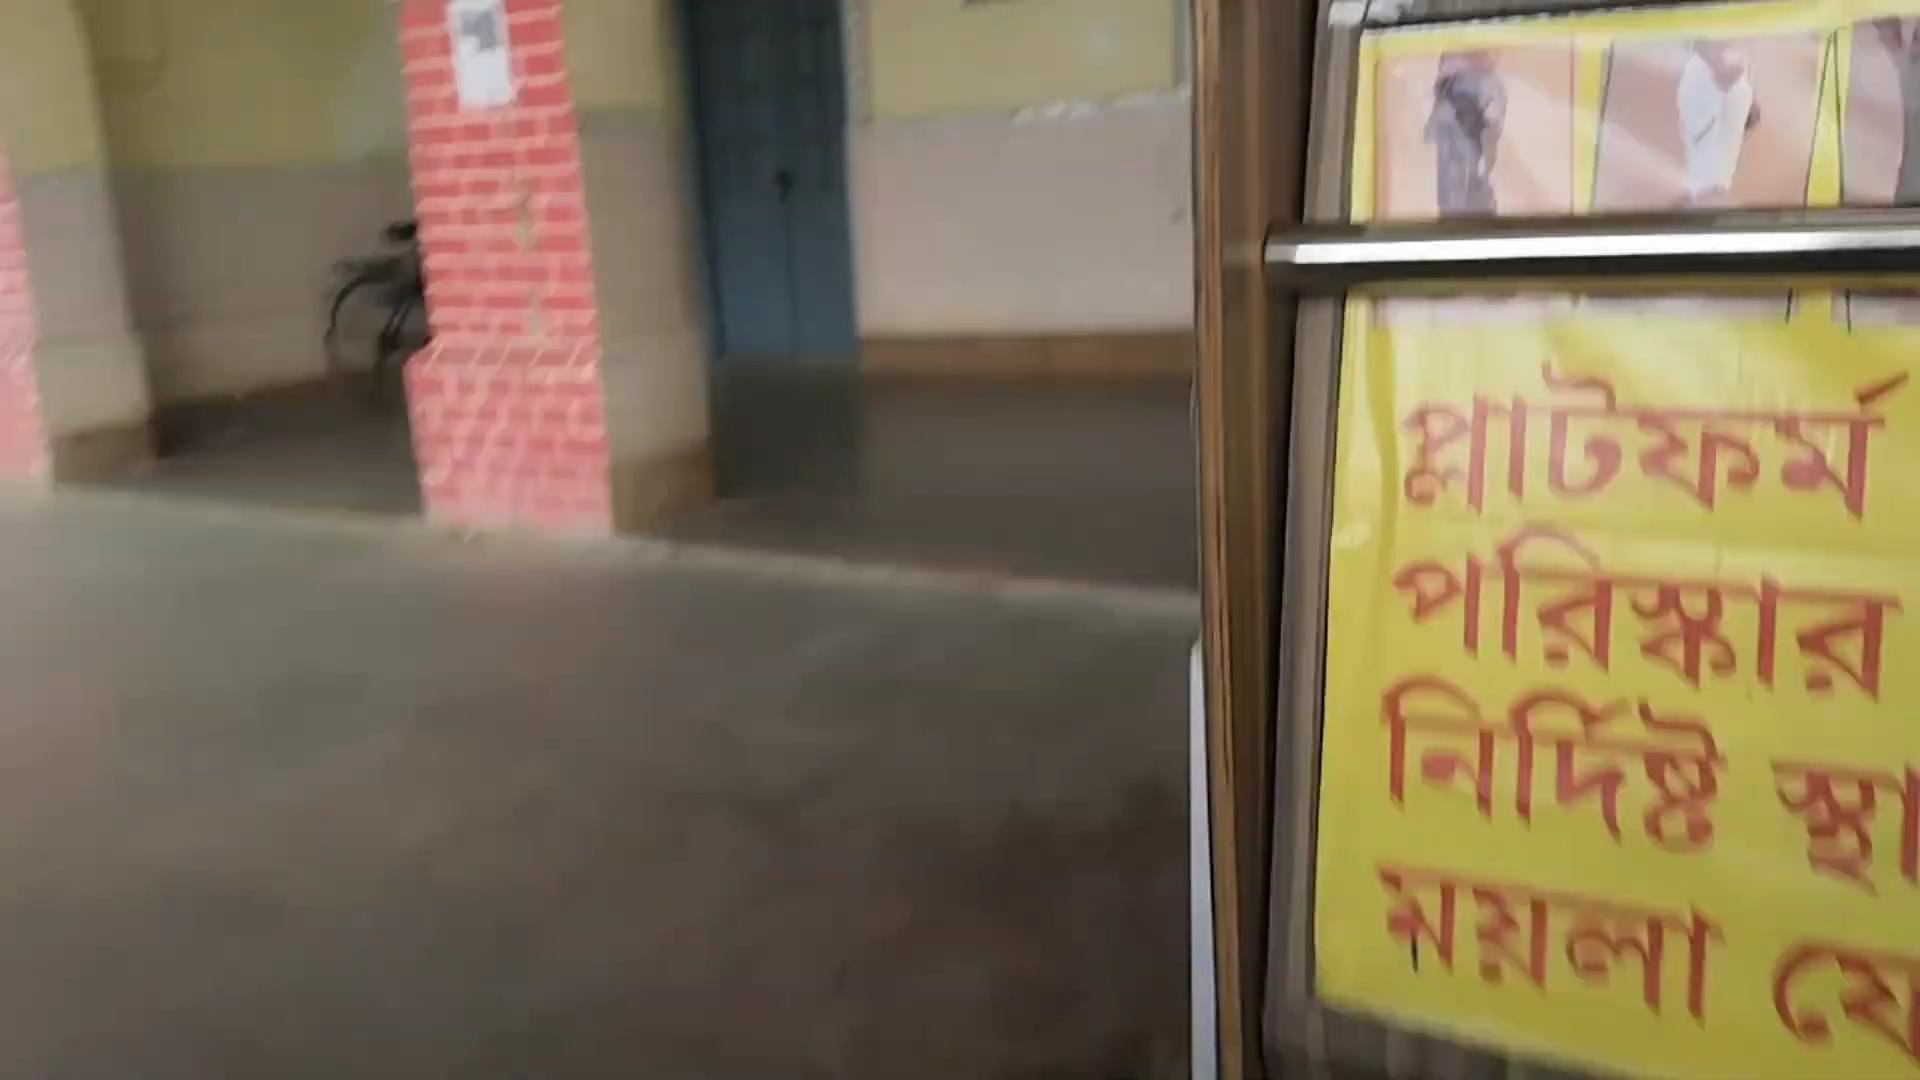 প্লাটফর্ম
পরিস্কার
নির্দিষ্ট
ময়লা